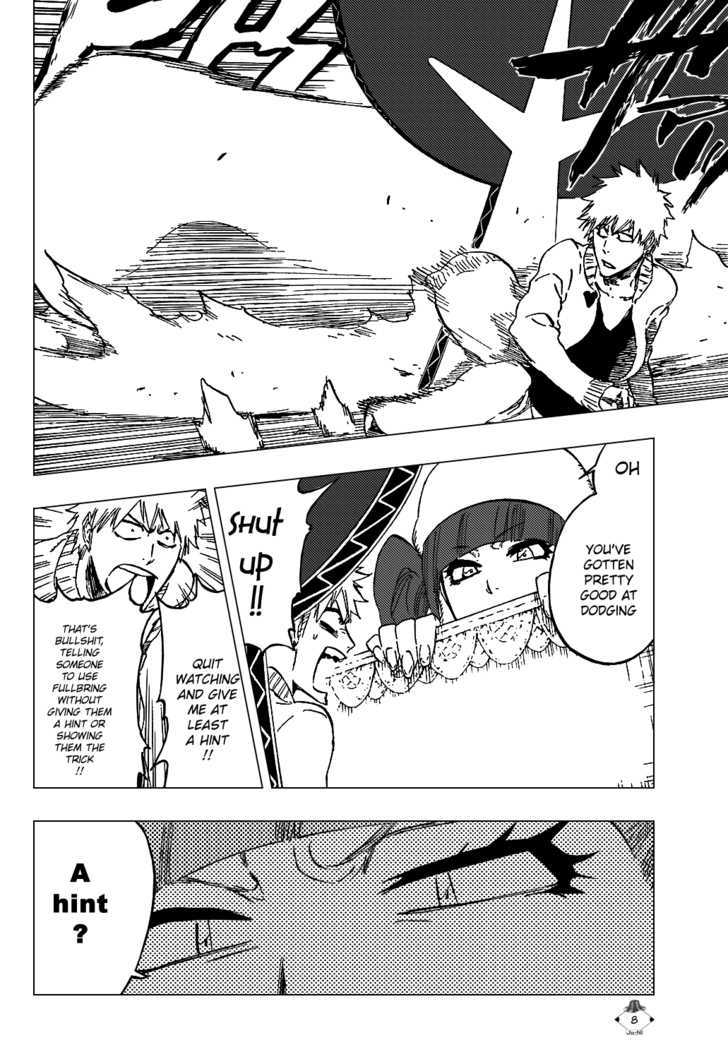 OH
YOU'VE
GOTTEN
PRETTY
GOOD AT
DODGING
Shut
up
!!
QUIT
WATCHING
AND GIVE
ME AT
LEAST
A HINT
!!
THAT'S
BULLSHIT,
TELLING
SOMEONE
TO USE
FULLBRING
WITHOUT
GIVING THEM
A HINT OR
SHOWING
THEM THE
TRICK
!!
A
hint
?
8